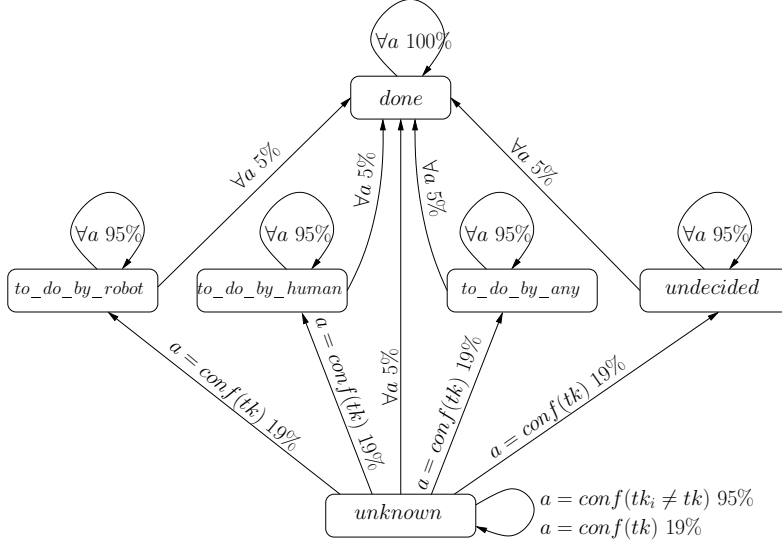 ∀a 100%
done
∀a 5%
∀a 5%
∀a 5%
∀a 5%
∀a 95%
∀a 95%
∀a 95%
∀a 95%
to_do_by_robot
to_do_by_human
to_do_by_any
undecided
a = conf(tk) 19%
a = conf(tk) 19%
∀a 5%
a = conf(tk) 19%
a = conf(tk) 19%
unknown
a = conf(tkᵢ ≠ tk) 95%
a = conf(tk) 19%